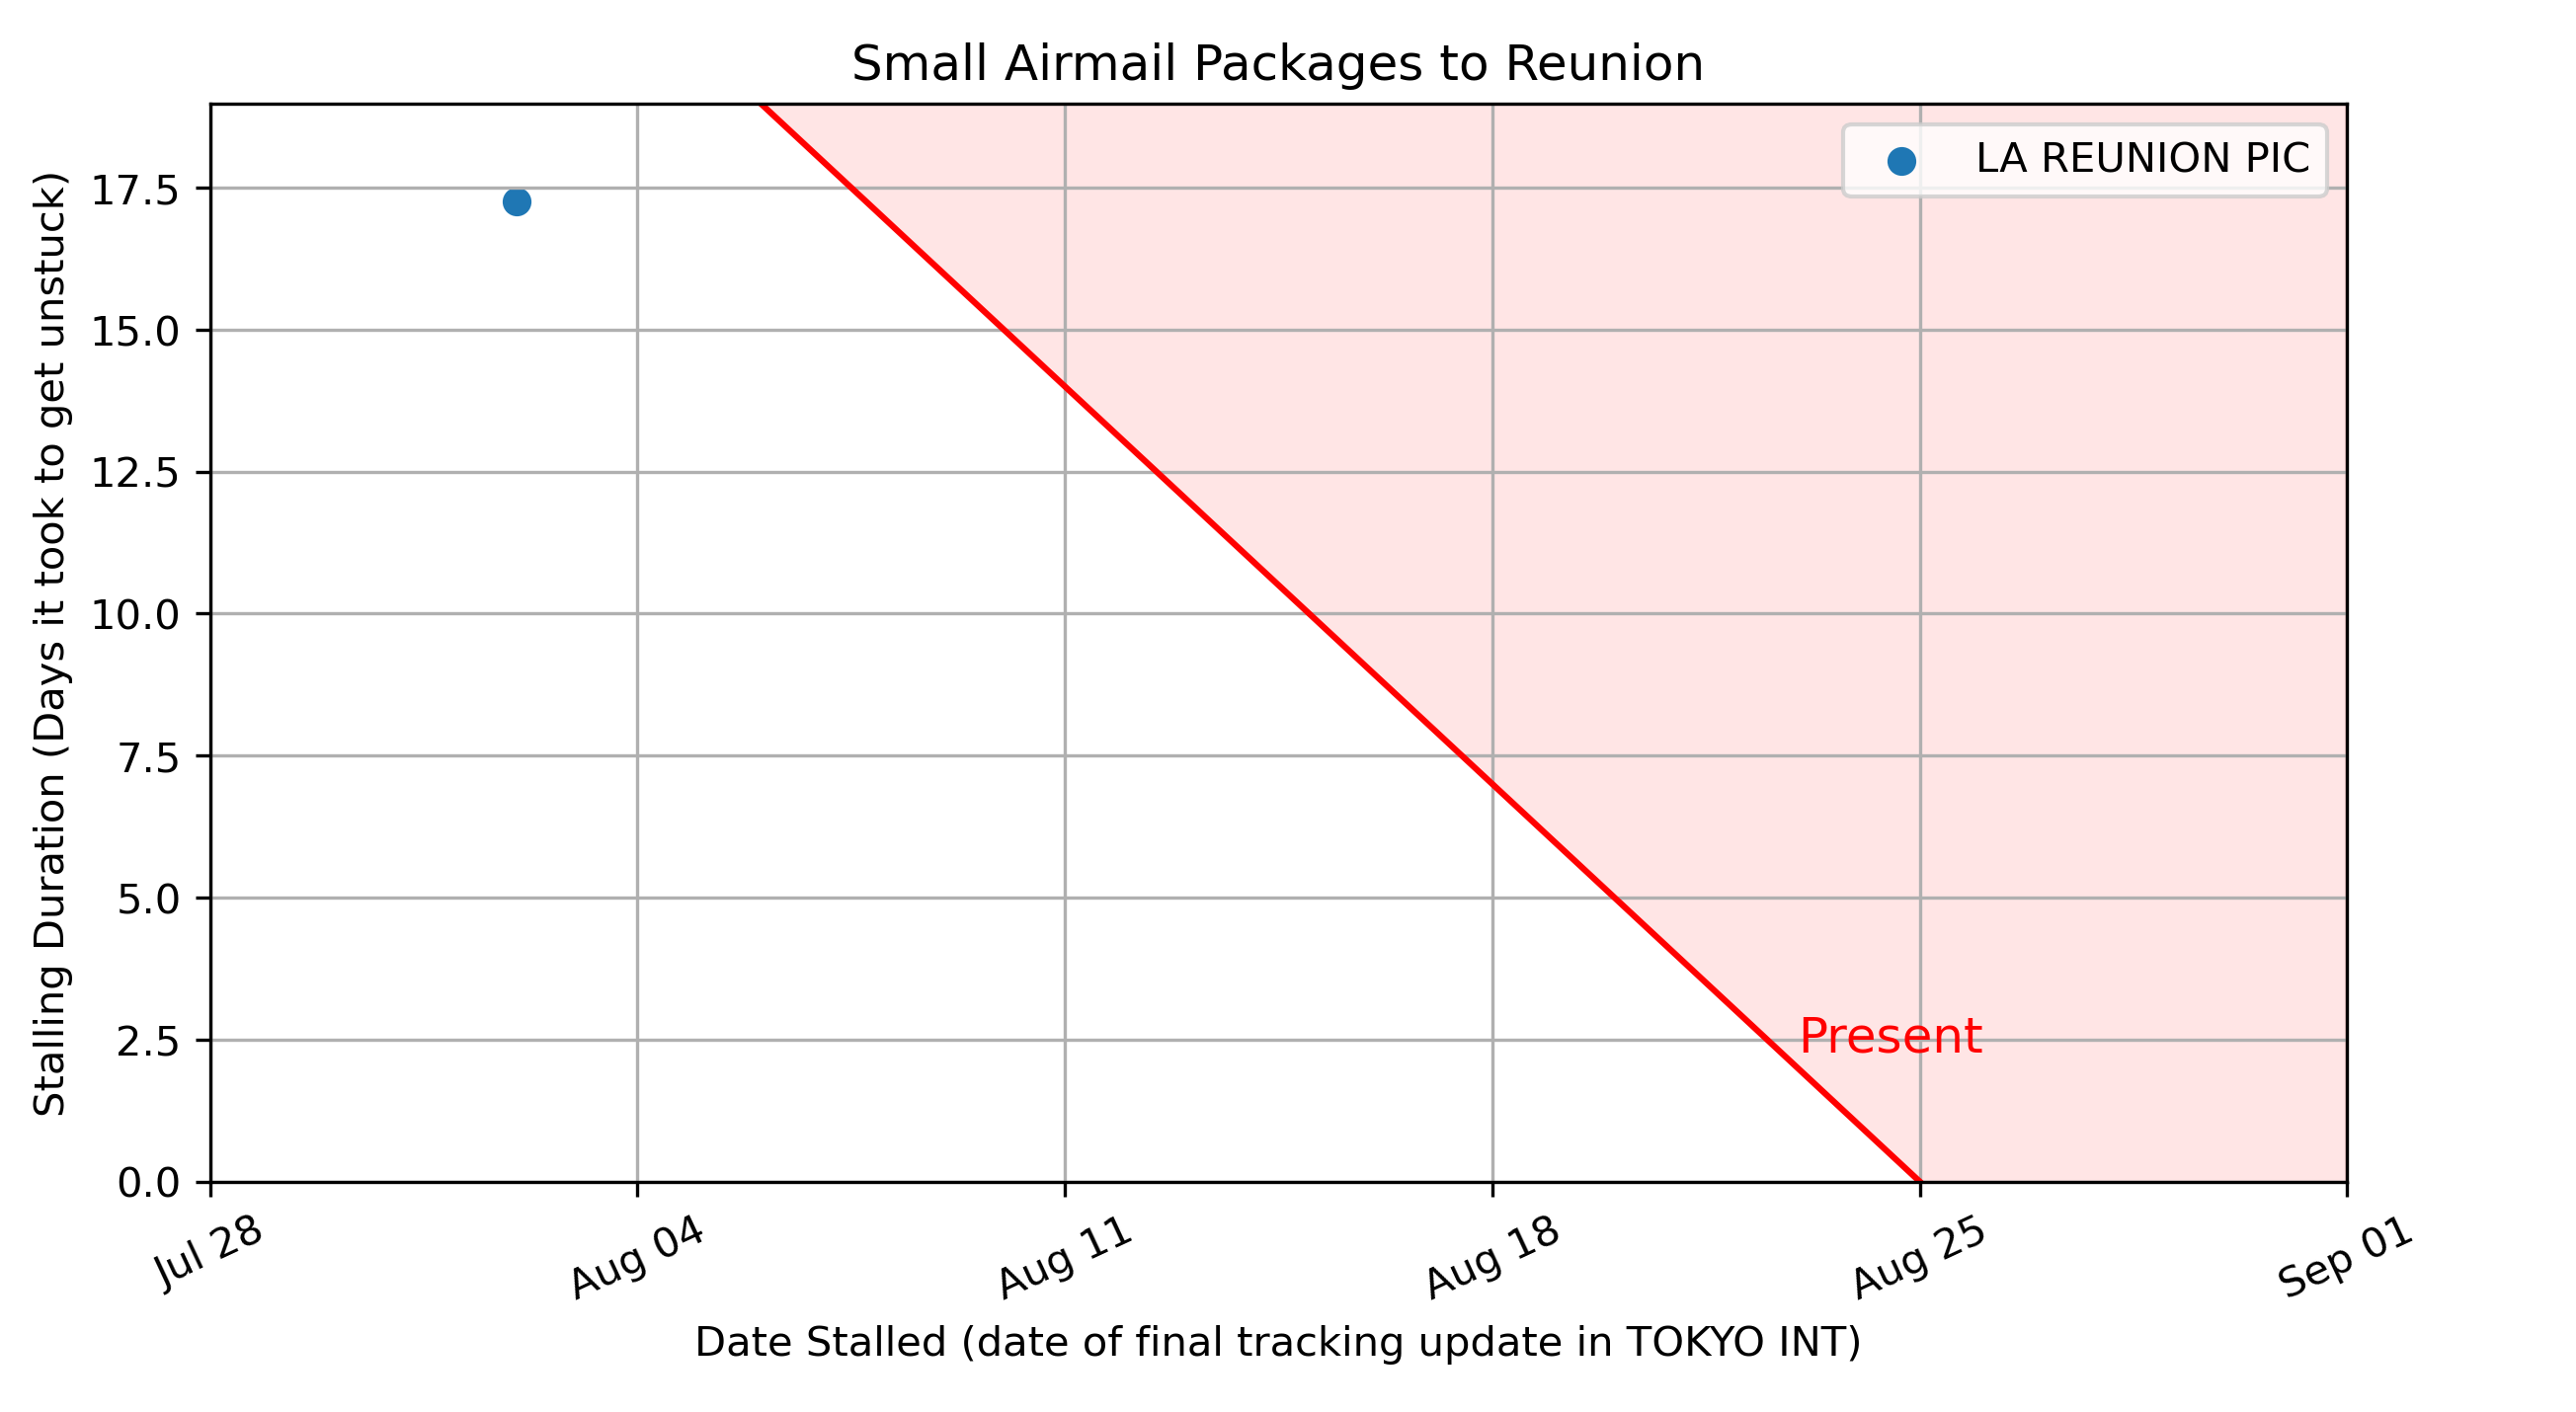 Small Airmail Packages to Reunion
LA REUNION PIC
Stalling Duration (Days it took to get unstuck)
17.5
15.0
12.5
10.0
7.5
5.0
2.5
0.0
Present
Jul 28
Aug 04
Aug 11
Aug 18
Aug 25
Sep 01
Date Stalled (date of final tracking update in TOKYO INT)